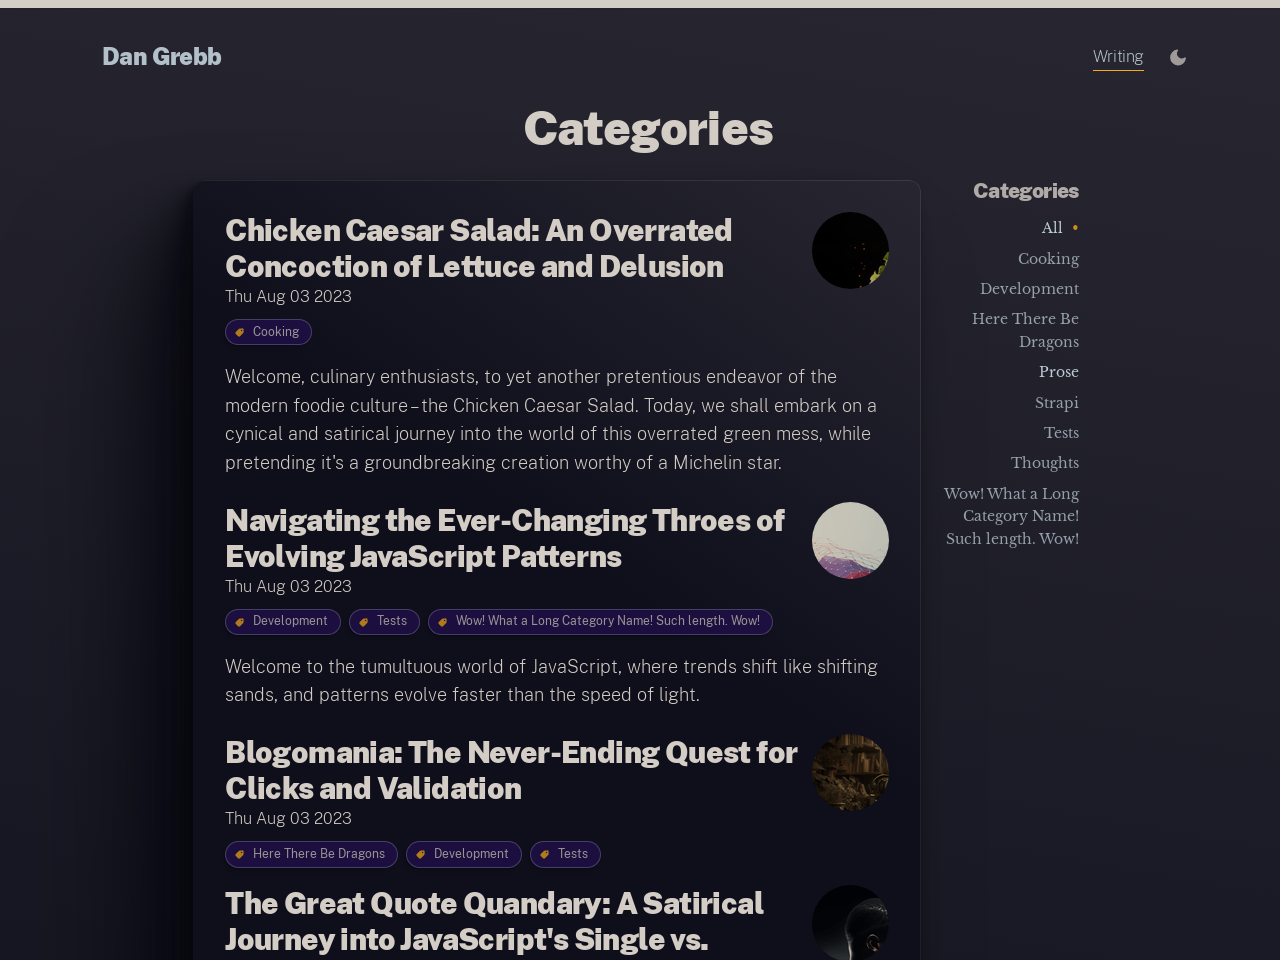 Dan Grebb
Writing
Categories
Chicken Caesar Salad: An Overrated
Concoction of Lettuce and Delusion
Thu Aug 03 2023
Cooking
Welcome, culinary enthusiasts, to yet another pretentious endeavor of the
modern foodie culture – the Chicken Caesar Salad. Today, we shall embark on a
cynical and satirical journey into the world of this overrated green mess, while
pretending it's a groundbreaking creation worthy of a Michelin star.
Navigating the Ever-Changing Throes of
Evolving JavaScript Patterns
Thu Aug 03 2023
Development
Tests
Wow! What a Long Category Name! Such length. Wow!
Welcome to the tumultuous world of JavaScript, where trends shift like shifting
sands, and patterns evolve faster than the speed of light.
Blogomania: The Never-Ending Quest for
Clicks and Validation
Thu Aug 03 2023
Here There Be Dragons
Development
Tests
The Great Quote Quandary: A Satirical
Journey into JavaScript's Single vs.
Categories
All •
Cooking
Development
Here There Be
Dragons
Prose
Strapi
Tests
Thoughts
Wow! What a Long
Category Name!
Such length. Wow!